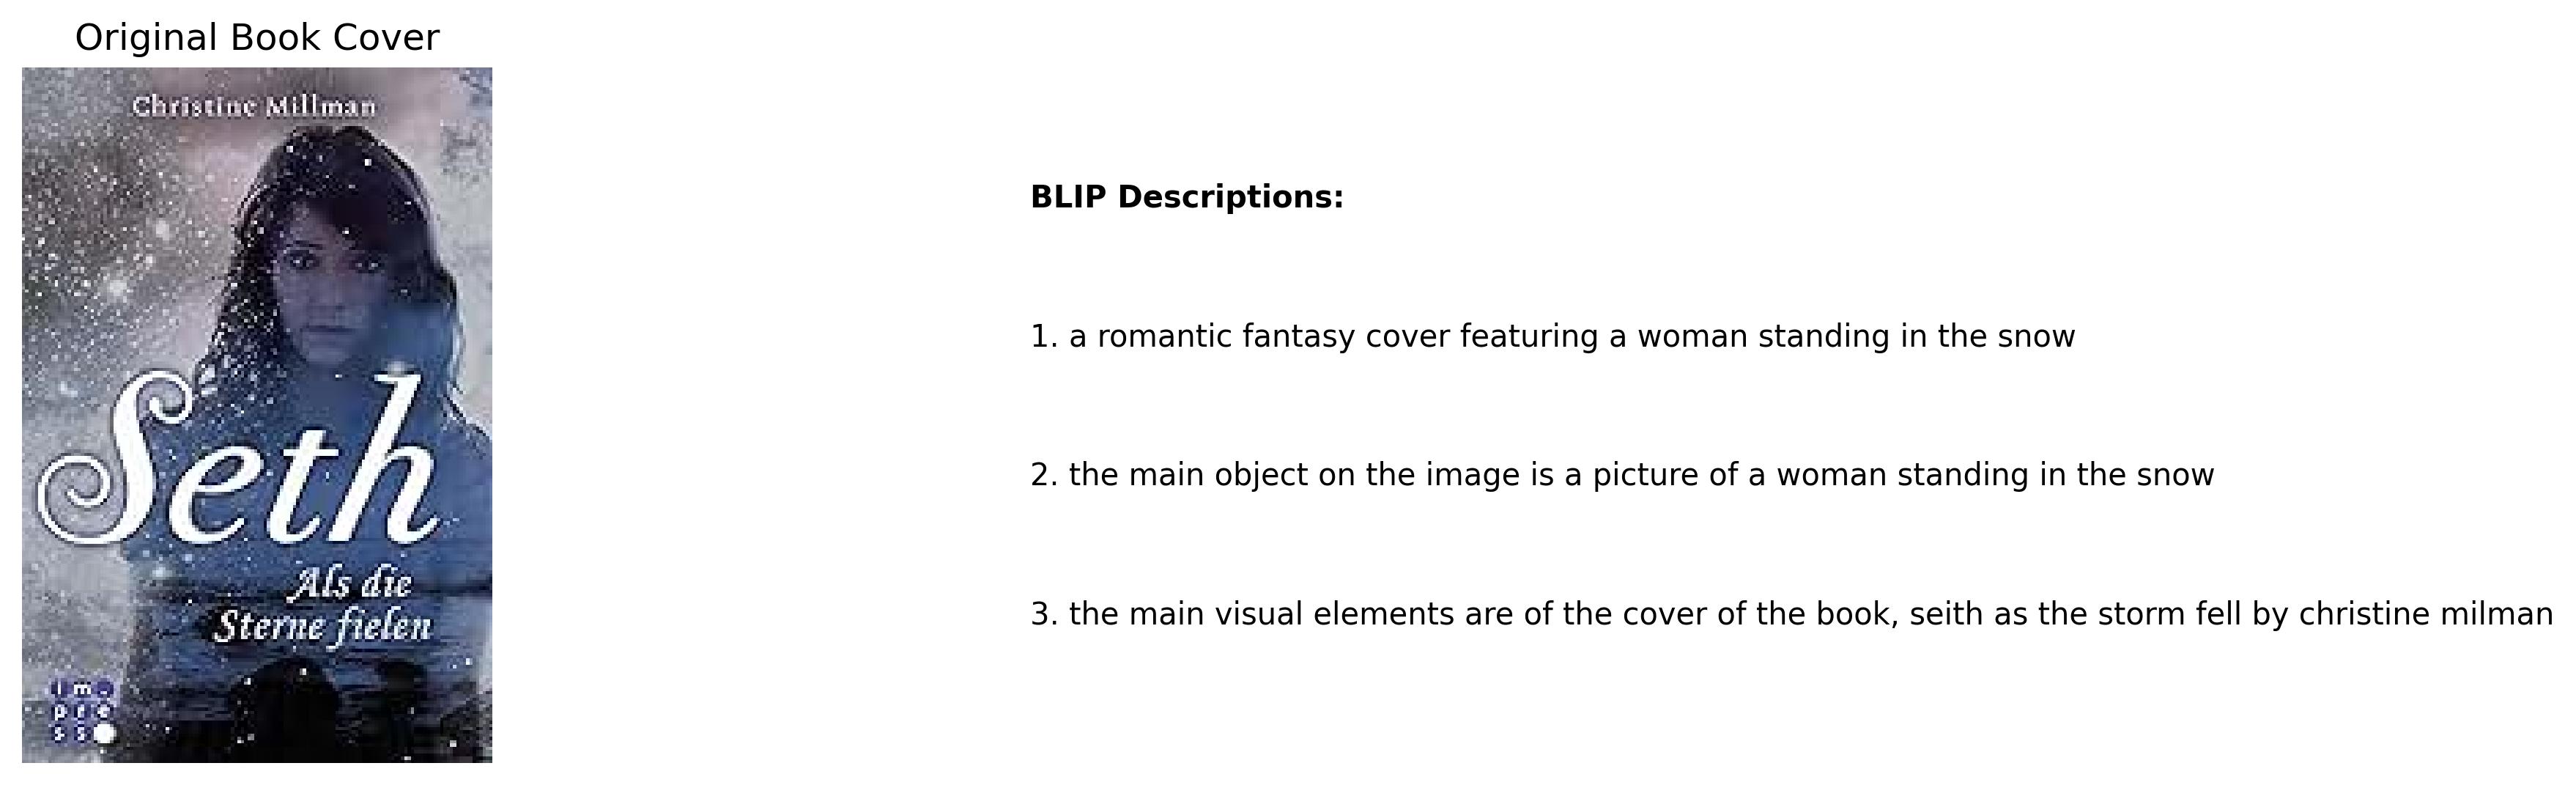 Original Book Cover
Christine Millman
Seth
Als die
Sterne fielen
im.
pre
ss
BLIP Descriptions:
1. a romantic fantasy cover featuring a woman standing in the snow
2. the main object on the image is a picture of a woman standing in the snow
3. the main visual elements are of the cover of the book, seith as the storm fell by christine milman